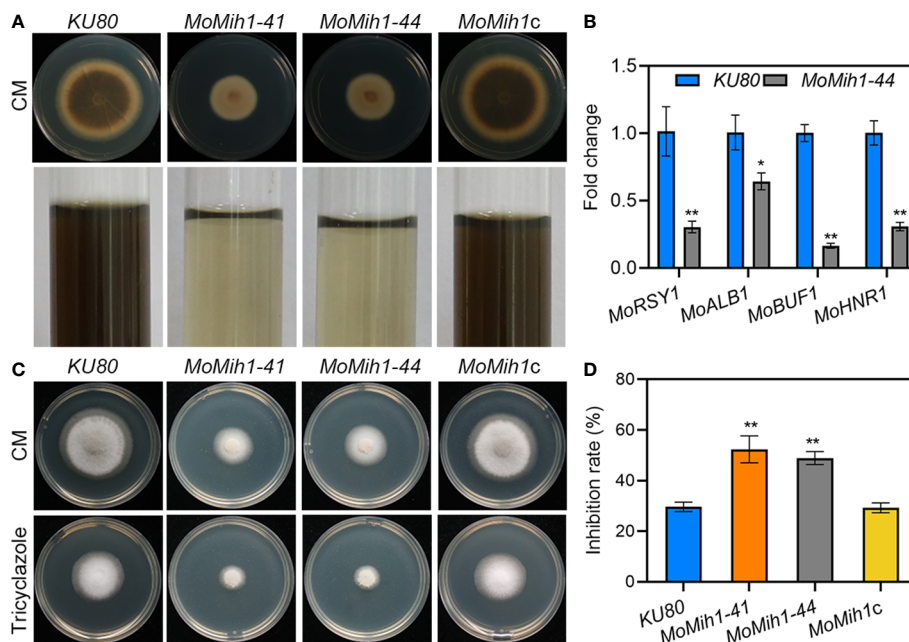 A
KU80
MoMih1-41
MoMih1-44
MoMih1c
CM
B
KU80
MoMih1-44
Fold change
1.5
1.0
0.5
0.0
**
*
**
**
MoRSY1
MoALB1
MoBUF1
MoHNR1
C
KU80
MoMih1-41
MoMih1-44
MoMih1c
CM
Tricyclazole
D
Inhibition rate (%)
80
60
40
20
0
**
**
KU80
MoMih1-41
MoMih1-44
MoMih1c